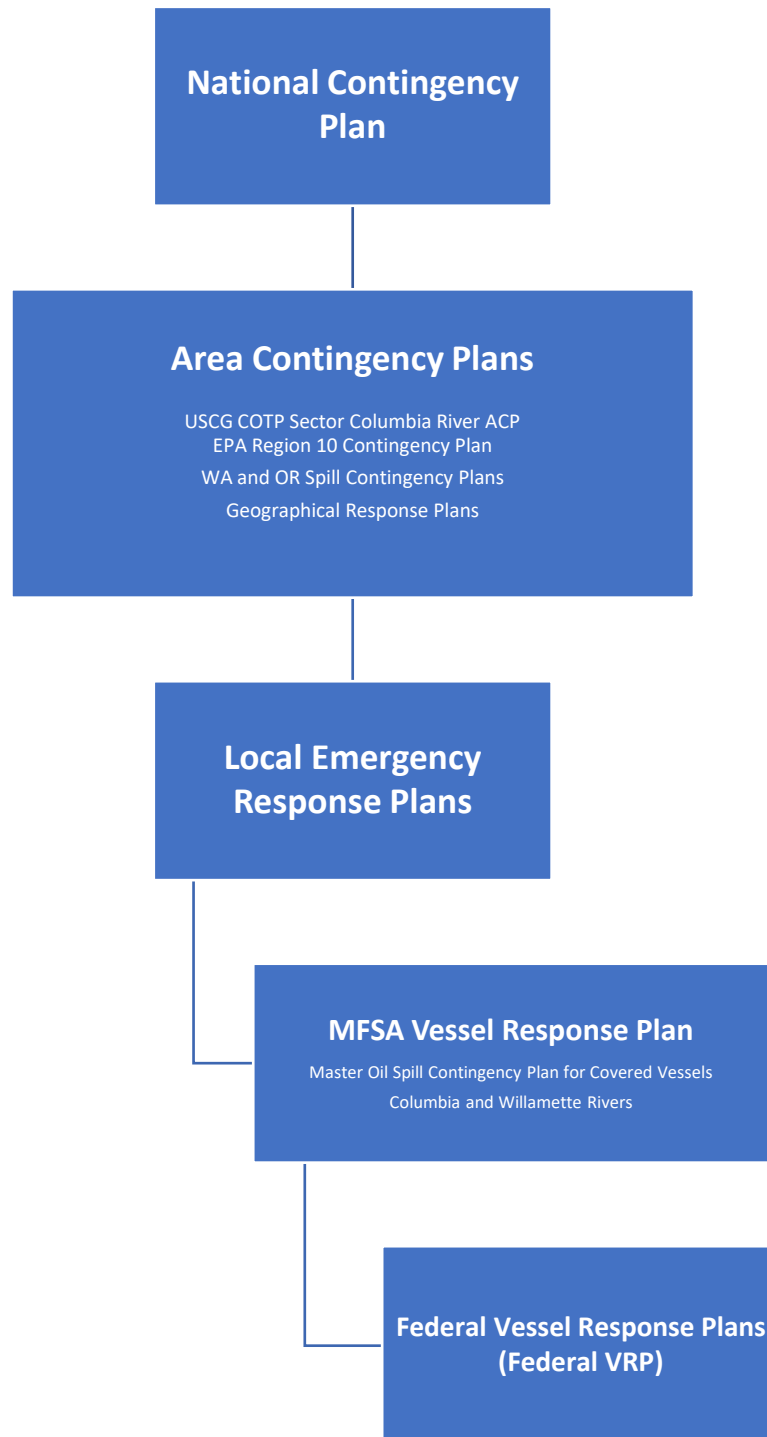 National Contingency
Plan
Area Contingency Plans
USCG COTP Sector Columbia River ACP
EPA Region 10 Contingency Plan
WA and OR Spill Contingency Plans
Geographical Response Plans
Local Emergency
Response Plans
MFSA Vessel Response Plan
Master Oil Spill Contingency Plan for Covered Vessels
Columbia and Willamette Rivers
Federal Vessel Response Plans
(Federal VRP)